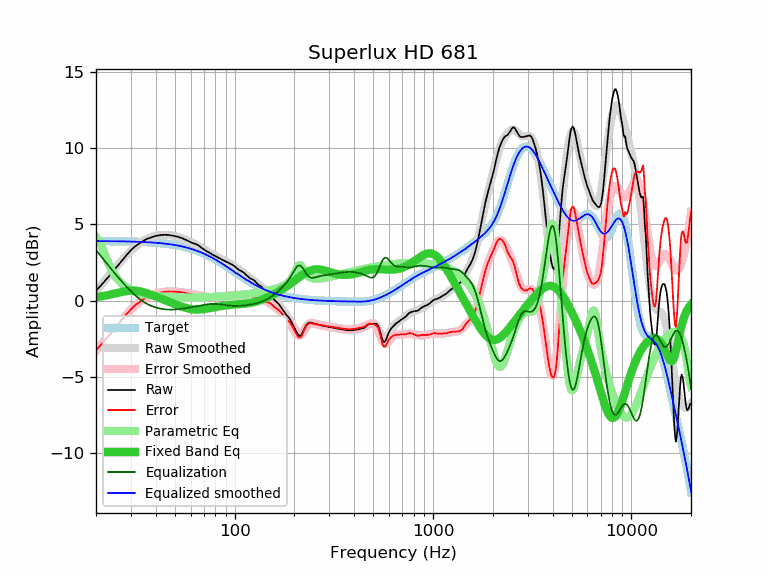 Superlux HD 681
15
10
5
0
−5
−10
Amplitude (dBr)
Target
Raw Smoothed
Error Smoothed
Raw
Error
Parametric Eq
Fixed Band Eq
Equalization
Equalized smoothed
100
1000
10000
Frequency (Hz)